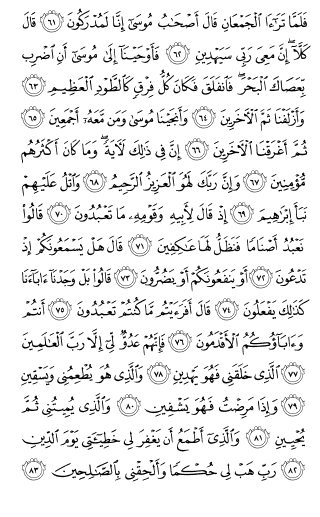 فَلَمَّا تَرَٰٓءَا ٱلْجَمْعَانِ قَالَ أَصْحَٰبُ مُوسَىٰٓ إِنَّا لَمُدْرَكُونَ ٦١ قَالَ
كَلَّآ ۖ إِنَّ مَعِىَ رَبِّى سَيَهْدِينِ ٦٢ فَأَوْحَيْنَآ إِلَىٰ مُوسَىٰٓ أَنِ ٱضْرِب
بِّعَصَاكَ ٱلْبَحْرَ ۖ فَٱنفَلَقَ فَكَانَ كُلُّ فِرْقٍ كَٱلطَّوْدِ ٱلْعَظِيمِ ٦٣
وَأَزْلَفْنَا ثَمَّ ٱلْءَاخَرِينَ ٦٤ وَأَنجَيْنَا مُوسَىٰ وَمَن مَّعَهُۥٓ أَجْمَعِينَ ٦٥
ثُمَّ أَغْرَقْنَا ٱلْءَاخَرِينَ ٦٦ إِنَّ فِى ذَٰلِكَ لَءَايَةً ۖ وَمَا كَانَ أَكْثَرُهُم
مُّؤْمِنِينَ ٦٧ وَإِنَّ رَبَّكَ لَهُوَ ٱلْعَزِيزُ ٱلرَّحِيمُ ٦٨ وَٱتْلُ عَلَيْهِمْ
نَبَأَ إِبْرَٰهِيمَ ٦٩ إِذْ قَالَ لِأَبِيهِ وَقَوْمِهِۦ مَا تَعْبُدُونَ ٧٠ قَالُوا۟
نَعْبُدُ أَصْنَامًا فَنَظَلُّ لَهَا عَٰكِفِينَ ٧١ قَالَ هَلْ يَسْمَعُونَكُمْ إِذْ
تَدْعُونَ ٧٢ أَوْ يَنفَعُونَكُمْ أَوْ يَضُرُّونَ ٧٣ قَالُوا۟ بَلْ وَجَدْنَآ ءَابَآءَنَا
كَذَٰلِكَ يَفْعَلُونَ ٧٤ قَالَ أَفَرَءَيْتُم مَّا كُنتُمْ تَعْبُدُونَ ٧٥ أَنتُمْ
وَءَابَآؤُكُمُ ٱلْأَقْدَمُونَ ٧٦ فَإِنَّهُمْ عَدُوٌّ لِّىٓ إِلَّا رَبَّ ٱلْعَٰلَمِينَ
٧٧ ٱلَّذِى خَلَقَنِى فَهُوَ يَهْدِينِ ٧٨ وَٱلَّذِى هُوَ يُطْعِمُنِى وَيَسْقِينِ
٧٩ وَإِذَا مَرِضْتُ فَهُوَ يَشْفِينِ ٨٠ وَٱلَّذِى يُمِيتُنِى ثُمَّ
يُحْيِينِ ٨١ وَٱلَّذِىٓ أَطْمَعُ أَن يَغْفِرَ لِى خَطِيٓـَٔتِى يَوْمَ ٱلدِّينِ
٨٢ رَبِّ هَبْ لِى حُكْمًا وَأَلْحِقْنِى بِٱلصَّٰلِحِينَ ٨٣